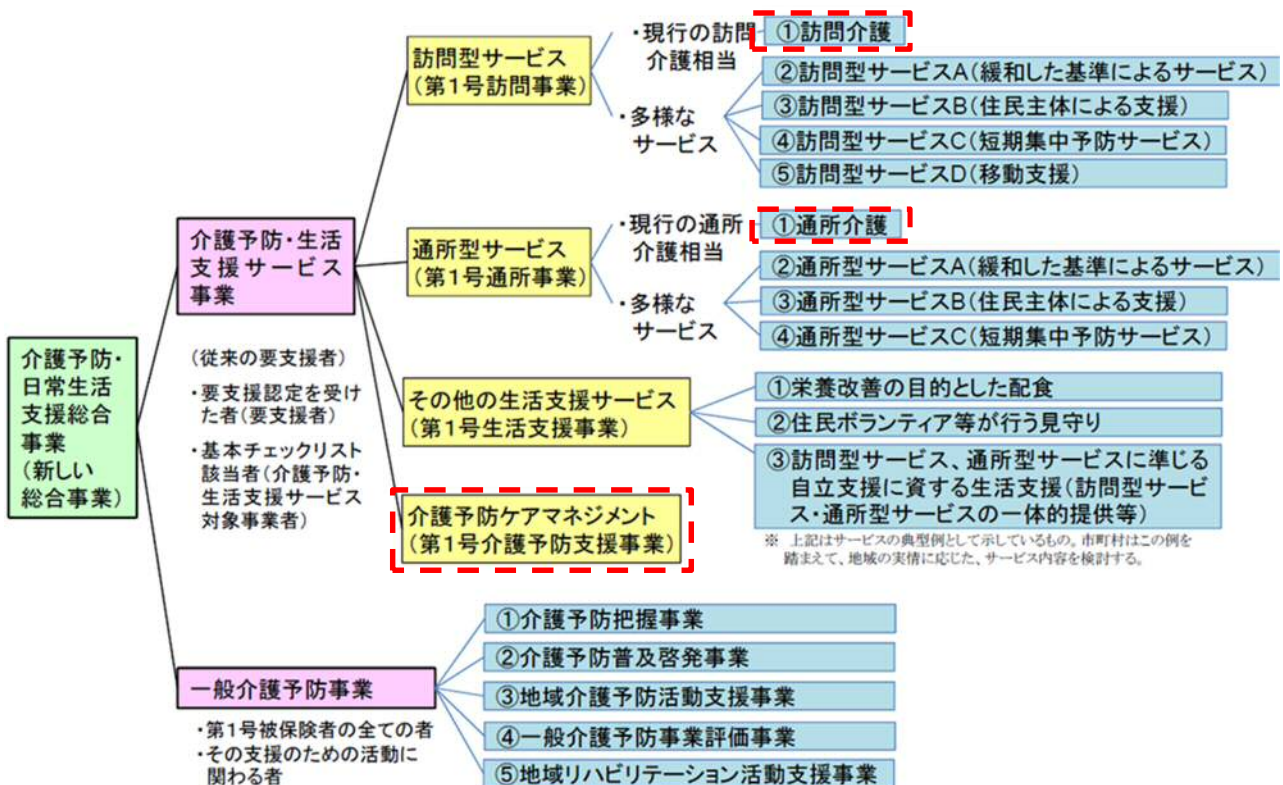 介護予防・
日常生活
支援総合
事業
(新しい
総合事業)
介護予防・生活
支援サービス
事業
(従来の要支援者)
・要支援認定を受け
た者(要支援者)
・基本チェックリスト
該当者(介護予防・
生活支援サービス
対象事業者)
訪問型サービス
(第1号訪問事業)
・現行の訪問
介護相当
①訪問介護
・多様な
サービス
②訪問型サービスA(緩和した基準によるサービス)
③訪問型サービスB(住民主体による支援)
④訪問型サービスC(短期集中予防サービス)
⑤訪問型サービスD(移動支援)
通所型サービス
(第1号通所事業)
・現行の通所
介護相当
①通所介護
・多様な
サービス
②通所型サービスA(緩和した基準によるサービス)
③通所型サービスB(住民主体による支援)
④通所型サービスC(短期集中予防サービス)
その他の生活支援サービス
(第1号生活支援事業)
①栄養改善の目的とした配食
②住民ボランティア等が行う見守り
③訪問型サービス、通所型サービスに準じる
自立支援に資する生活支援(訪問型サービ
ス・通所型サービスの一体的提供等)
※ 上記はサービスの典型例として示しているもの。市町村はこの例を
踏まえて、地域の実情に応じた、サービス内容を検討する。
介護予防ケアマネジメント
(第1号介護予防支援事業)
一般介護予防事業
・第1号被保険者の全ての者
・その支援のための活動に
関わる者
①介護予防把握事業
②介護予防普及啓発事業
③地域介護予防活動支援事業
④一般介護予防事業評価事業
⑤地域リハビリテーション活動支援事業